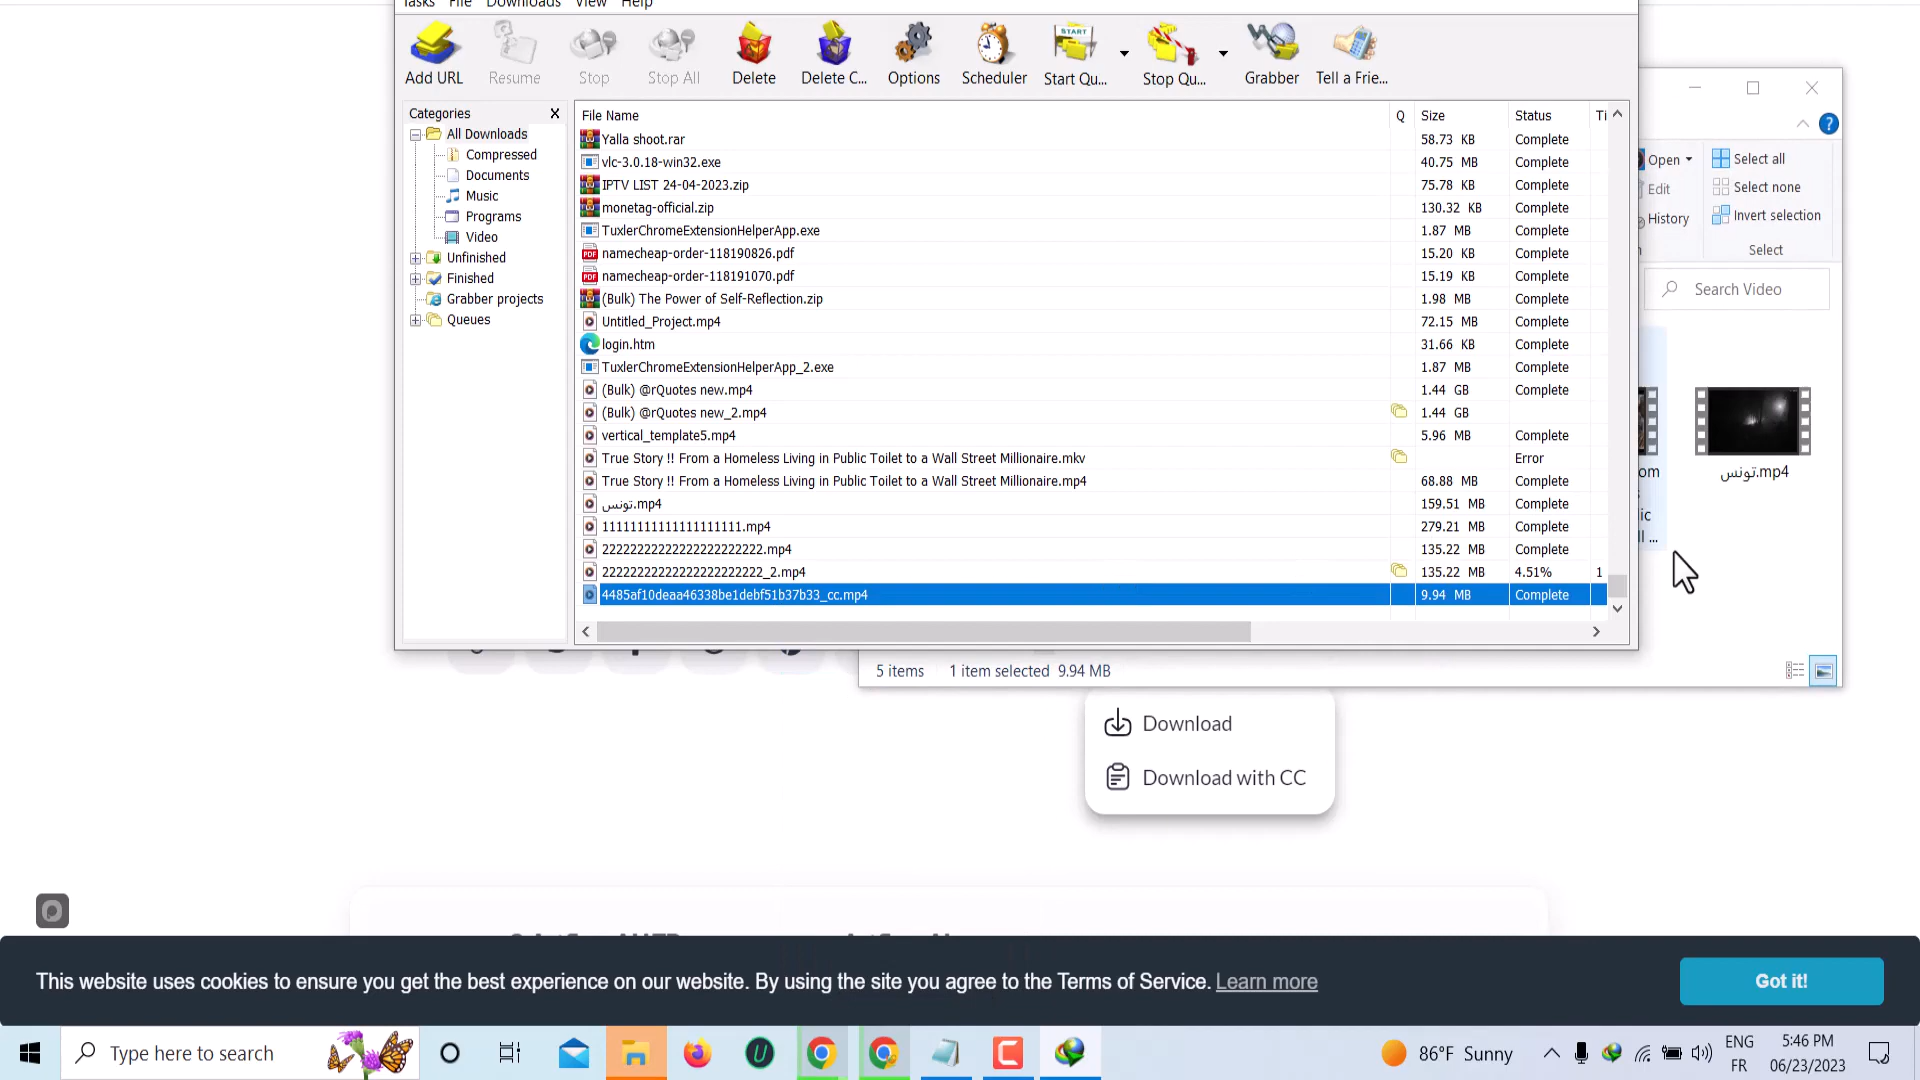 Tasks File Downloads View Help
Add URL Resume Stop Stop All Delete Delete C... Options Scheduler Start Qu... Stop Qu... Grabber Tell a Frie...
Categories
All Downloads
Compressed
Documents
Music
Programs
Video
Unfinished
Finished
Grabber projects
Queues
File Name Q Size Status Ti
Yalla shoot.rar 58.73 KB Complete
vlc-3.0.18-win32.exe 40.75 MB Complete
IPTV LIST 24-04-2023.zip 75.78 KB Complete
monetag-official.zip 130.32 KB Complete
TuxlerChromeExtensionHelperApp.exe 1.87 MB Complete
namecheap-order-118190826.pdf 15.20 KB Complete
namecheap-order-118191070.pdf 15.19 KB Complete
(Bulk) The Power of Self-Reflection.zip 1.98 MB Complete
Untitled_Project.mp4 72.15 MB Complete
login.htm 31.66 KB Complete
TuxlerChromeExtensionHelperApp_2.exe 1.87 MB Complete
(Bulk) @rQuotes new.mp4 1.44 GB Complete
(Bulk) @rQuotes new_2.mp4 1.44 GB
vertical_template5.mp4 5.96 MB Complete
True Story !! From a Homeless Living in Public Toilet to a Wall Street Millionaire.mkv Error
True Story !! From a Homeless Living in Public Toilet to a Wall Street Millionaire.mp4 68.88 MB Complete
تونس.mp4 159.51 MB Complete
11111111111111111111.mp4 279.21 MB Complete
22222222222222222222222.mp4 135.22 MB Complete
22222222222222222222222_2.mp4 135.22 MB 4.51% 1
4485af10deaa46338be1debf51b37b33_cc.mp4 9.94 MB Complete
Open Select all
Edit Select none
History Invert selection
Select
Search Video
om
ic
ll ...
تونس.mp4
5 items 1 item selected 9.94 MB
Download
Download with CC
This website uses cookies to ensure you get the best experience on our website. By using the site you agree to the Terms of Service. Learn more
Got it!
Type here to search
86°F Sunny
ENG
FR
5:46 PM
06/23/2023